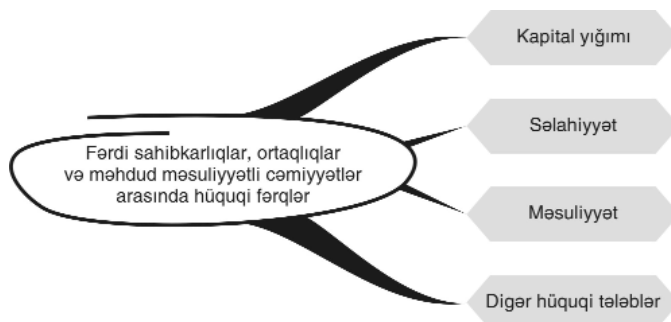 Fərdi sahibkarlıqlar, ortaqlıqlar
və məhdud məsuliyyətli cəmiyyətlər
arasında hüquqi fərqlər
Kapital yığımı
Səlahiyyət
Məsuliyyət
Digər hüquqi tələblər